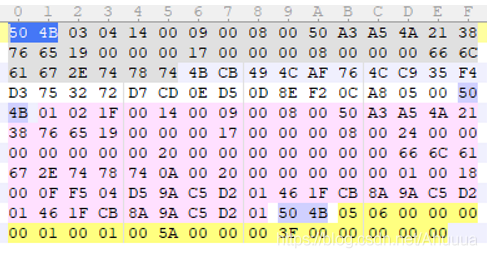 0 1 2 3 4 5 6 7 8 9 A B C D E F
50 4B 03 04 14 00 09 00 08 00 50 A3 A5 4A 21 38
76 65 19 00 00 00 17 00 00 00 08 00 00 00 66 6C
61 67 2E 74 78 74 4B CB 49 4C AF 76 4C C9 35 F4
D3 75 32 72 D7 CD 0E D5 0D 8E F2 0C A8 05 00 50
4B 01 02 1F 00 14 00 09 00 08 00 50 A3 A5 4A 21
38 76 65 19 00 00 00 17 00 00 00 08 00 24 00 00
00 00 00 00 00 20 00 00 00 00 00 00 00 66 6C 61
67 2E 74 78 74 0A 00 20 00 00 00 00 00 01 00 18
00 0F F5 04 D5 9A C5 D2 01 46 1F CB 8A 9A C5 D2
01 46 1F CB 8A 9A C5 D2 01 50 4B 05 06 00 00 00
00 01 00 01 00 5A 00 00 00 3F 00 00 00 00 00